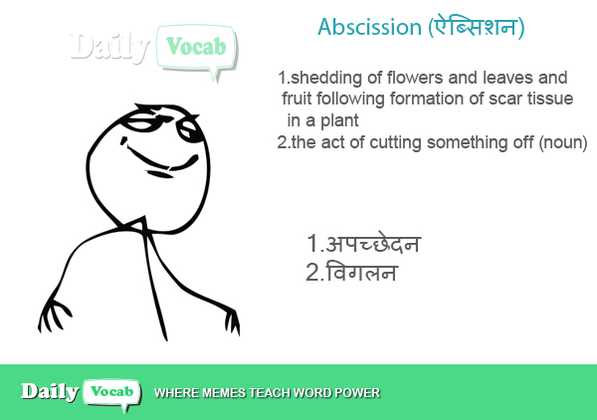 Daily Vocab
Abscission (ऐब्सिशन)
1.shedding of flowers and leaves and
fruit following formation of scar tissue
in a plant
2.the act of cutting something off (noun)
1.अपच्छेदन
2.विगलन
Daily Vocab WHERE MEMES TEACH WORD POWER